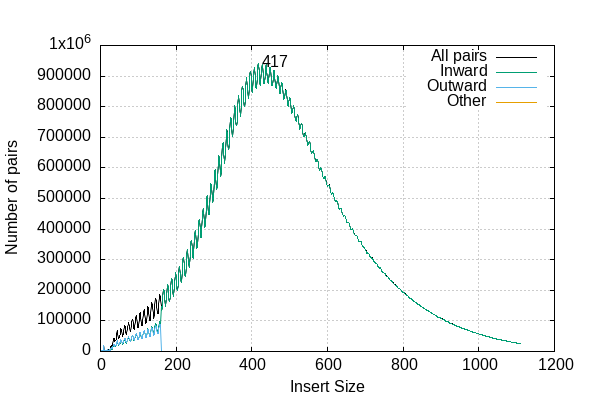 1x10^6
900000
800000
700000
600000
500000
400000
300000
200000
100000
0
Number of pairs
417
All pairs
Inward
Outward
Other
0 200 400 600 800 1000 1200
Insert Size